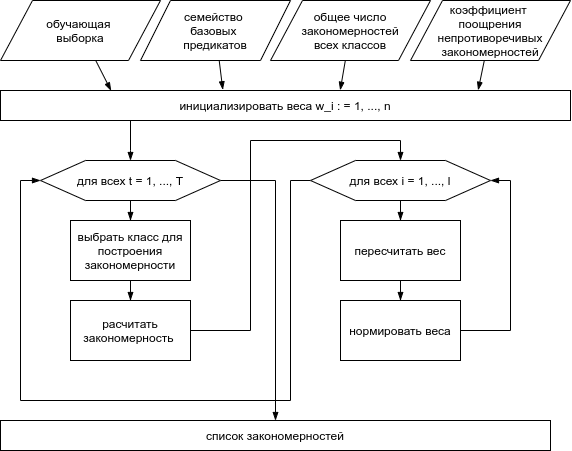 обучающая
выборка
семейство
базовых
предикатов
общее число
закономерностей
всех классов
коэффициент
поощрения
непротиворечивых
закономерностей
инициализировать веса w_i : = 1, ..., n
для всех t = 1, ..., T
для всех i = 1, ..., l
выбрать класс для
построения
закономерности
пересчитать вес
расчитать
закономерность
нормировать веса
список закономерностей